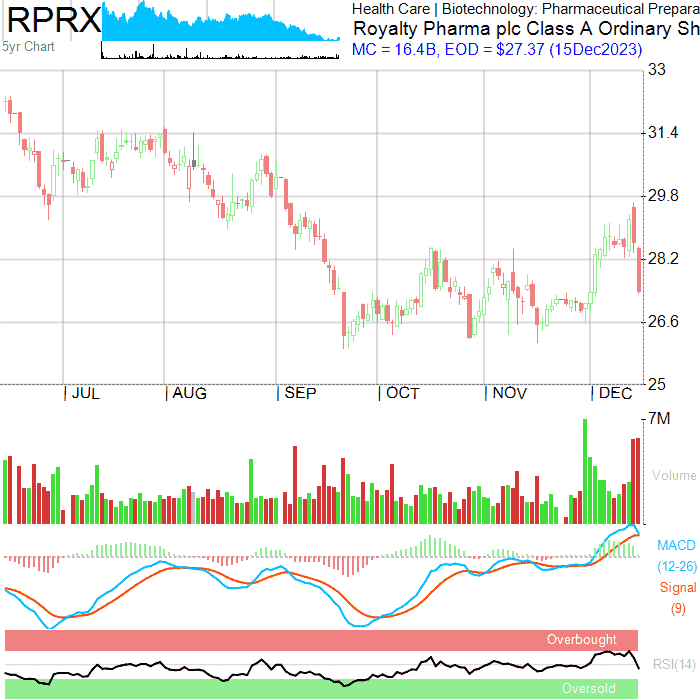 RPRX
5yr Chart
Health Care | Biotechnology: Pharmaceutical Prepara
Royalty Pharma plc Class A Ordinary Sh
MC = 16.4B, EOD = $27.37 (15Dec2023)
33
31.4
29.8
28.2
26.6
25
| JUL | AUG | SEP | OCT | NOV | DEC
7M
Volume
MACD
(12-26)
Signal
(9)
Overbought
RSI(14)
Oversold